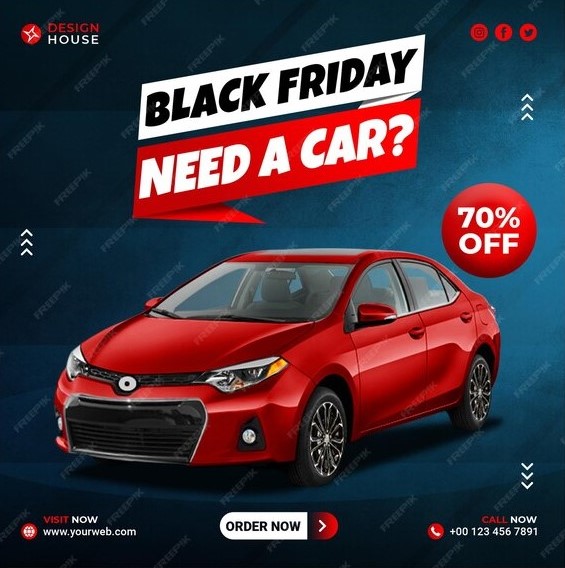 DESIGN
HOUSE
BLACK FRIDAY
NEED A CAR?
70%
OFF
VISIT NOW
www.yourweb.com
ORDER NOW
CALL NOW
+00 123 456 7891
FREEPIK